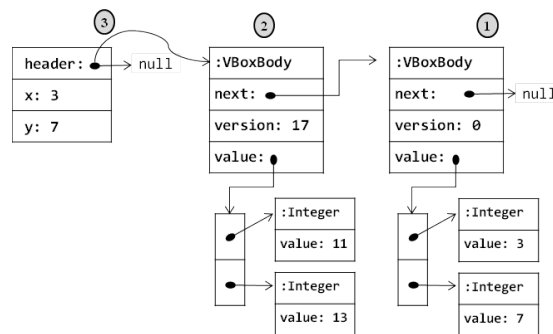 3
header:
null
x: 3
y: 7
2
:VBoxBody
next:
version: 17
value:
:Integer
value: 11
:Integer
value: 13
1
:VBoxBody
next:
null
version: 0
value:
:Integer
value: 3
:Integer
value: 7